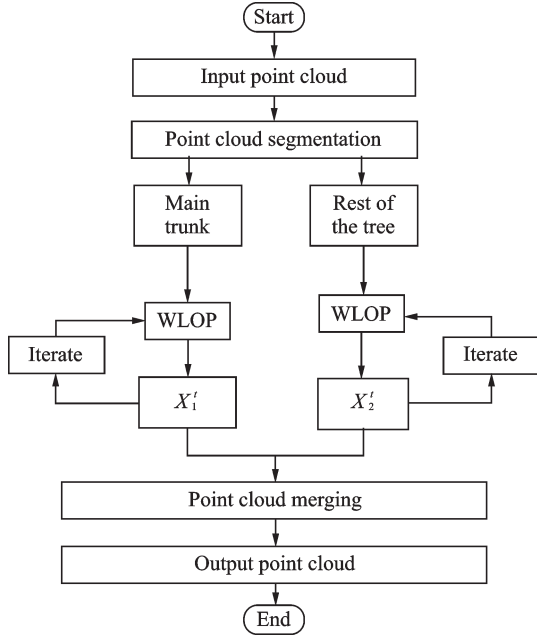 Start
Input point cloud
Point cloud segmentation
Main
trunk
Rest of
the tree
WLOP
WLOP
Iterate
Iterate
X₁ᵗ
X₂ᵗ
Point cloud merging
Output point cloud
End